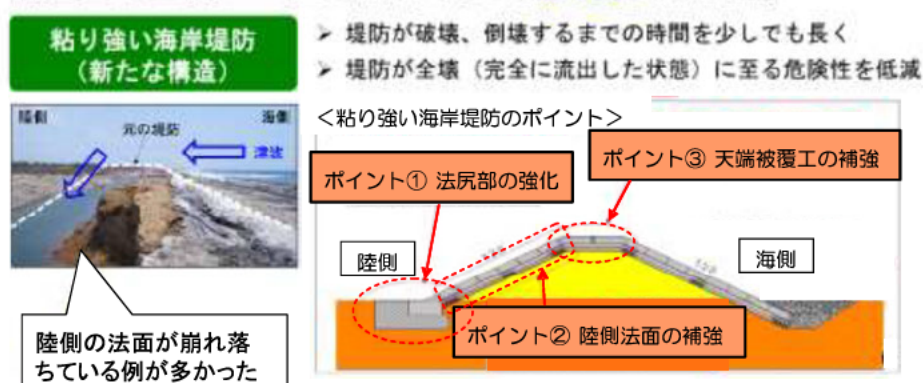 粘り強い海岸堤防
(新たな構造)
➢ 堤防が破壊、倒壊するまでの時間を少しでも長く
➢ 堤防が全壊（完全に流出した状態）に至る危険性を低減
陸側
海側
元の堤防
津波
陸側の法面が崩れ落
ちている例が多かった
＜粘り強い海岸堤防のポイント＞
ポイント① 法尻部の強化
ポイント③ 天端被覆工の補強
陸側
海側
ポイント② 陸側法面の補強